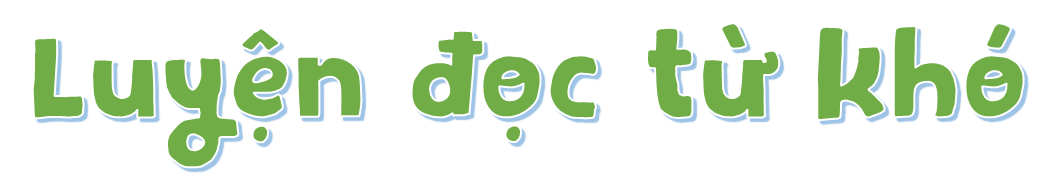 Luyện đọc từ khó